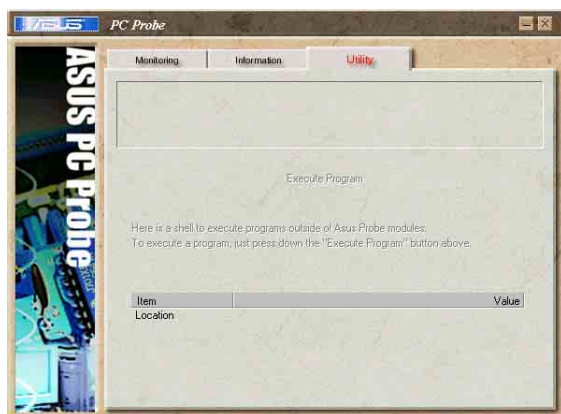 ASUS
PC Probe
ASUS PC Probe
Monitoring
Information
Utility
Execute Program
Here is a shell to execute programs outside of Asus Probe modules.
To execute a program, just press down the "Execute Program" button above.
Item Value
Location